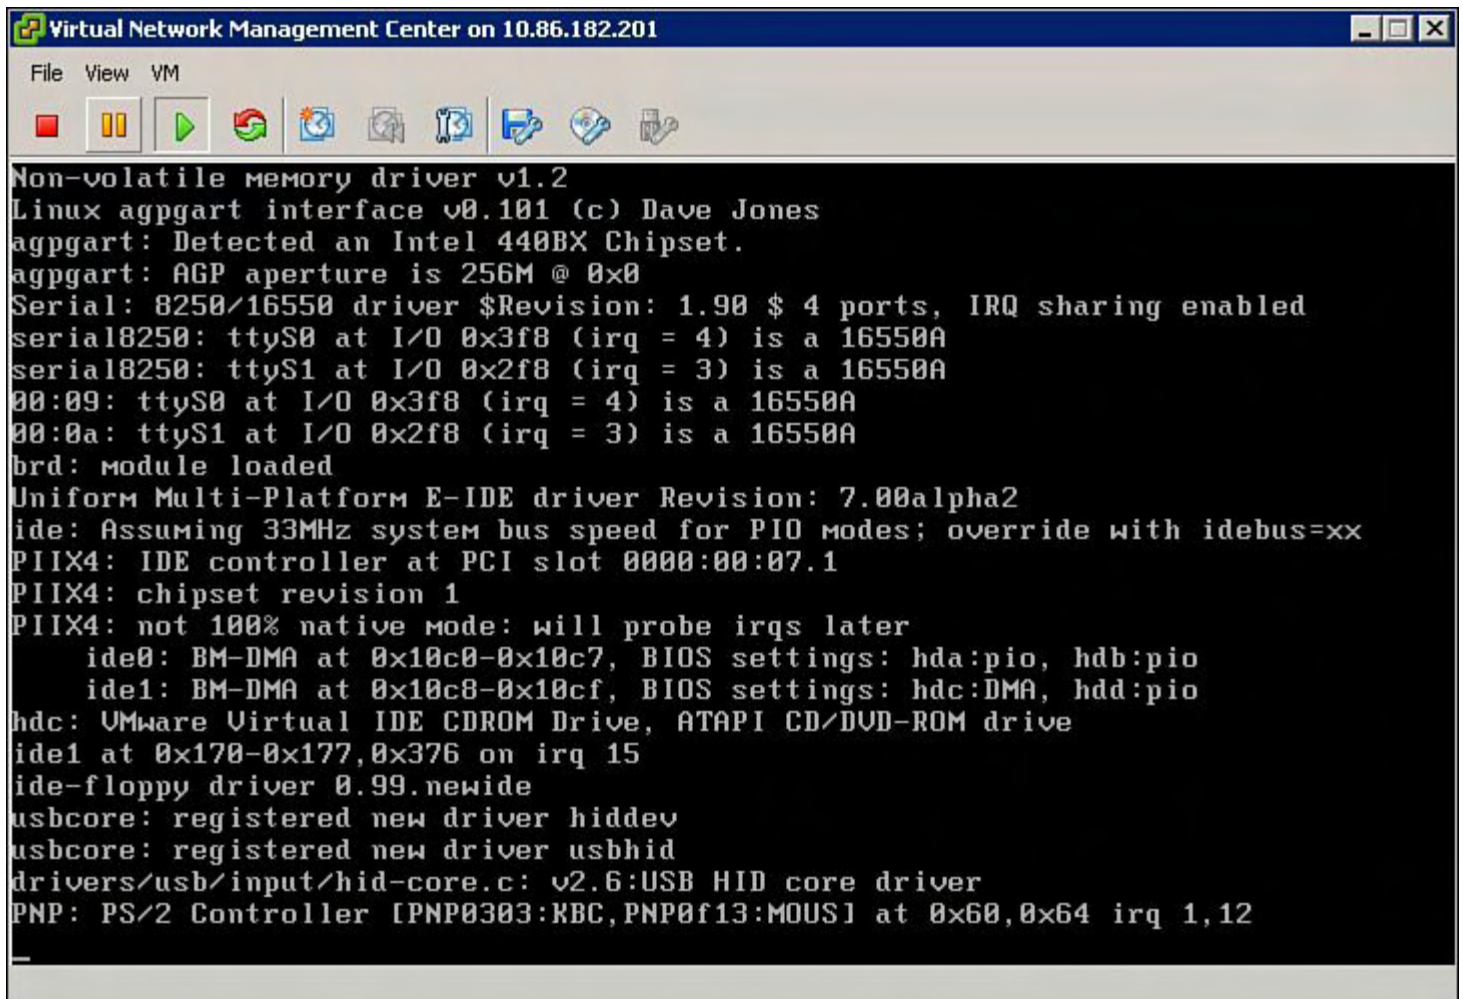 Virtual Network Management Center on 10.86.182.201
File View VM
Non-volatile memory driver v1.2
Linux agpgart interface v0.101 (c) Dave Jones
agpgart: Detected an Intel 440BX Chipset.
agpgart: AGP aperture is 256M @ 0x0
Serial: 8250/16550 driver $Revision: 1.90 $ 4 ports, IRQ sharing enabled
serial8250: ttyS0 at I/O 0x3f8 (irq = 4) is a 16550A
serial8250: ttyS1 at I/O 0x2f8 (irq = 3) is a 16550A
00:09: ttyS0 at I/O 0x3f8 (irq = 4) is a 16550A
00:0a: ttyS1 at I/O 0x2f8 (irq = 3) is a 16550A
brd: module loaded
Uniform Multi-Platform E-IDE driver Revision: 7.00alpha2
ide: Assuming 33MHz system bus speed for PIO modes; override with idebus=xx
PIIX4: IDE controller at PCI slot 0000:00:07.1
PIIX4: chipset revision 1
PIIX4: not 100% native mode: will probe irqs later
    ide0: BM-DMA at 0x10c0-0x10c7, BIOS settings: hda:pio, hdb:pio
    ide1: BM-DMA at 0x10c8-0x10cf, BIOS settings: hdc:DMA, hdd:pio
hdc: VMware Virtual IDE CDROM Drive, ATAPI CD/DVD-ROM drive
ide1 at 0x170-0x177,0x376 on irq 15
ide-floppy driver 0.99.newide
usbcore: registered new driver hiddev
usbcore: registered new driver usbhid
drivers/usb/input/hid-core.c: v2.6:USB HID core driver
PNP: PS/2 Controller [PNP0303:KBC,PNP0f13:MOUS] at 0x60,0x64 irq 1,12